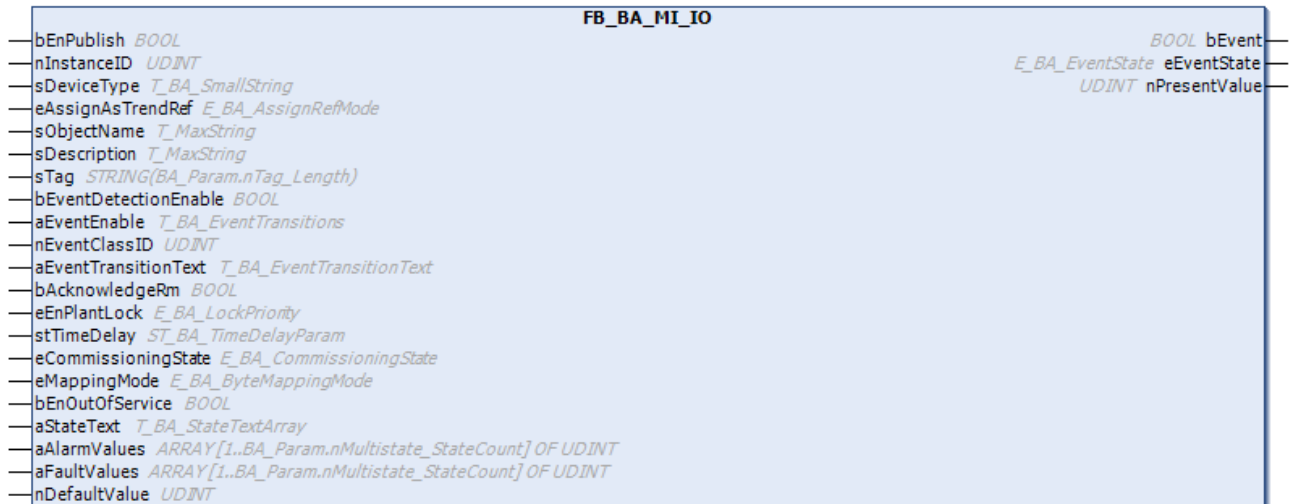 FB_BA_MI_IO
bEnPublish BOOL BOOL bEvent
nInstanceID UDINT E_BA_EventState eEventState
sDeviceType T_BA_SmallString UDINT nPresentValue
eAssignAsTrendRef E_BA_AssignRefMode
sObjectName T_MaxString
sDescription T_MaxString
sTag STRING(BA_Param.nTag_Length)
bEventDetectionEnable BOOL
aEventEnable T_BA_EventTransitions
nEventClassID UDINT
aEventTransitionText T_BA_EventTransitionText
bAcknowledgeRm BOOL
eEnPlantLock E_BA_LockPriority
stTimeDelay ST_BA_TimeDelayParam
eCommissioningState E_BA_CommissioningState
eMappingMode E_BA_ByteMappingMode
bEnOutOfService BOOL
aStateText T_BA_StateTextArray
aAlarmValues ARRAY[1..BA_Param.nMultistate_StateCount] OF UDINT
aFaultValues ARRAY[1..BA_Param.nMultistate_StateCount] OF UDINT
nDefaultValue UDINT